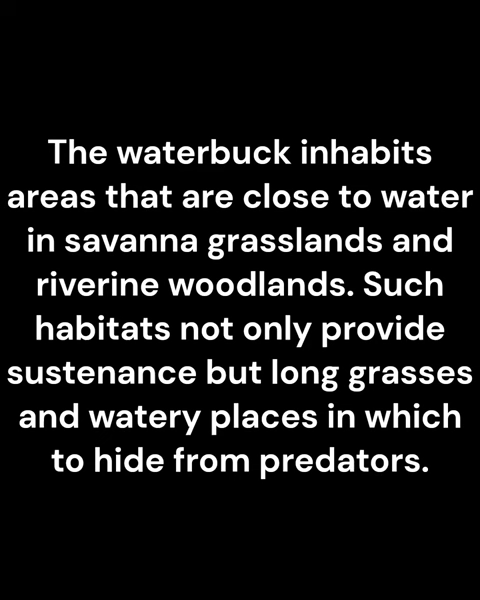 The waterbuck inhabits
areas that are close to water
in savanna grasslands and
riverine woodlands. Such
habitats not only provide
sustenance but long grasses
and watery places in which
to hide from predators.